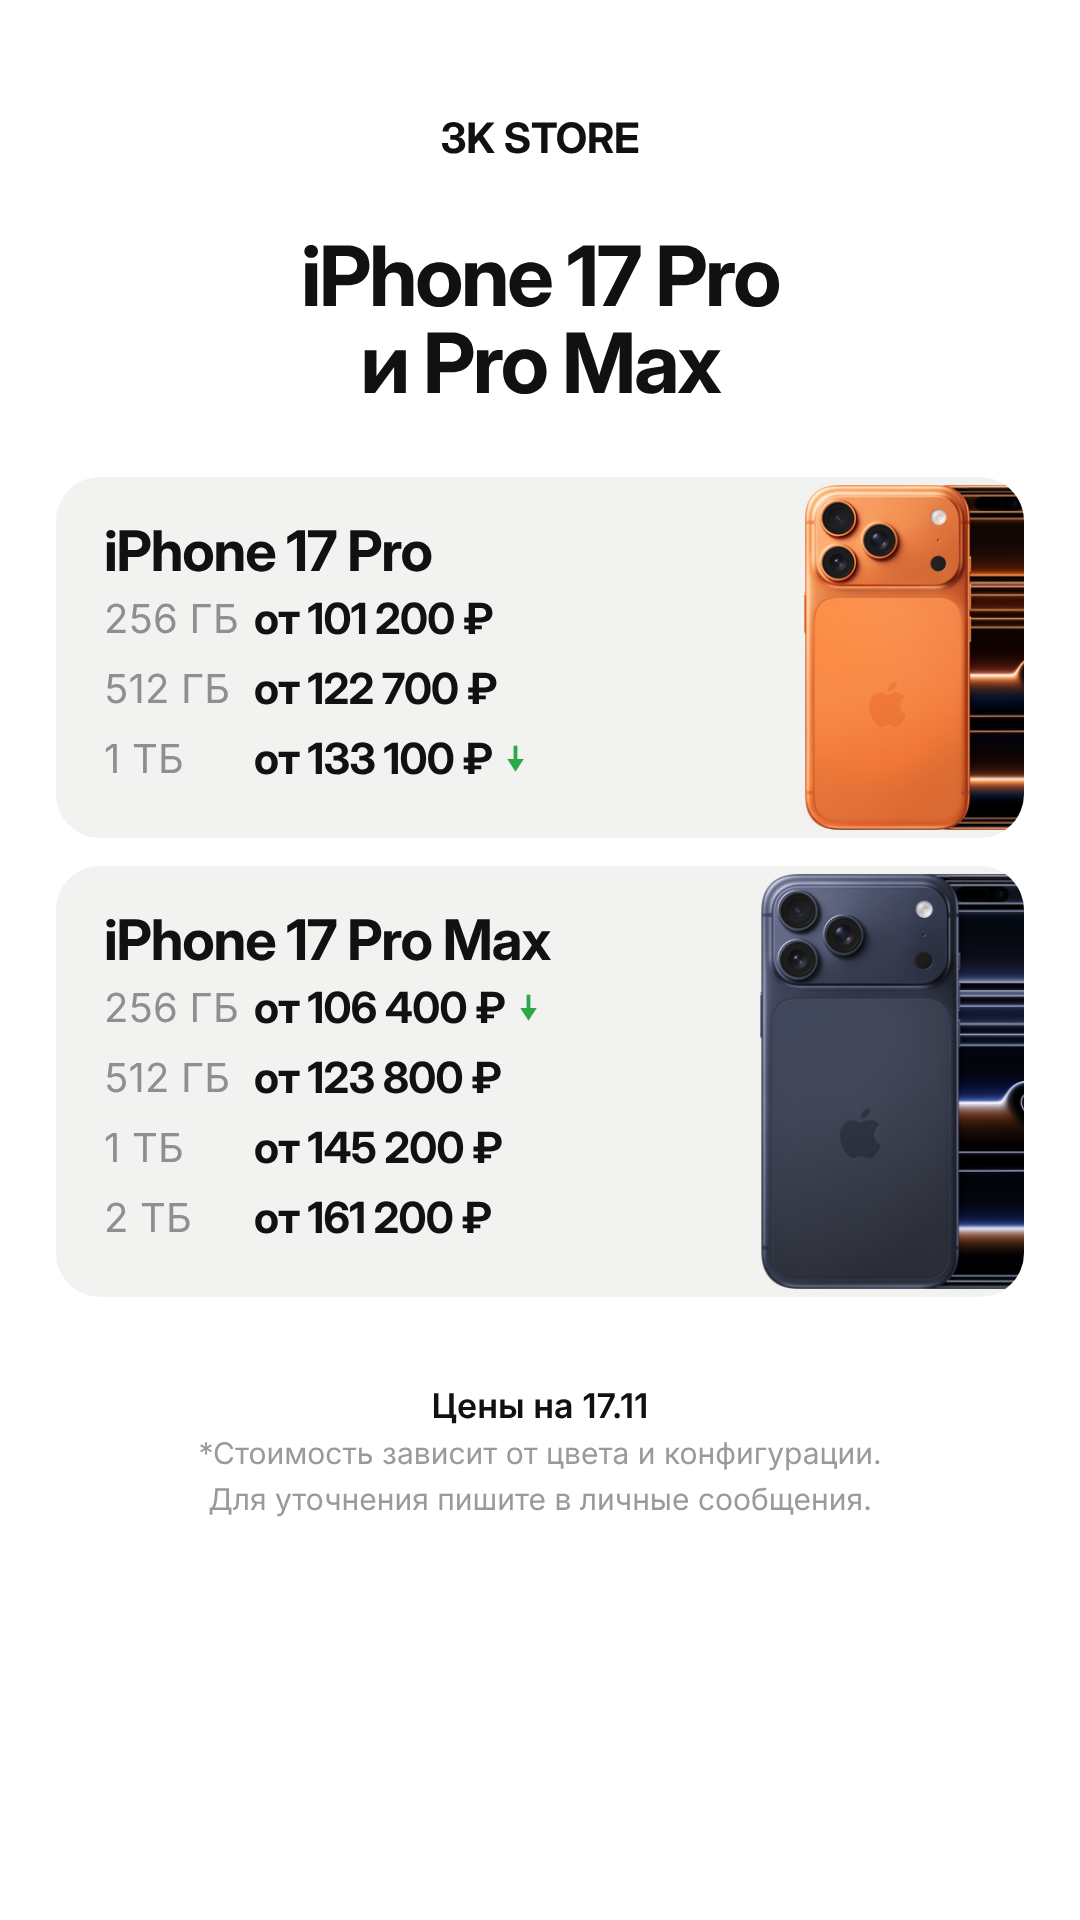 3K STORE
iPhone 17 Pro
и Pro Max
iPhone 17 Pro
256 ГБ от 101 200 ₽
512 ГБ от 122 700 ₽
1 ТБ от 133 100 ₽ ↓
iPhone 17 Pro Max
256 ГБ от 106 400 ₽ ↓
512 ГБ от 123 800 ₽
1 ТБ от 145 200 ₽
2 ТБ от 161 200 ₽
Цены на 17.11
*Стоимость зависит от цвета и конфигурации.
Для уточнения пишите в личные сообщения.